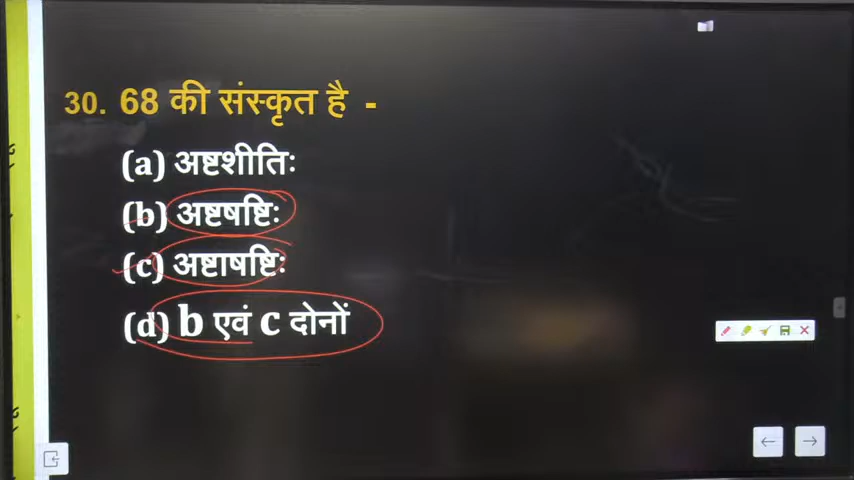 30. 68 की संस्कृत है -
(a) अष्टशीतिः
(b) अष्टषष्टिः
(c) अष्टाषष्टिः
(d) b एवं c दोनों